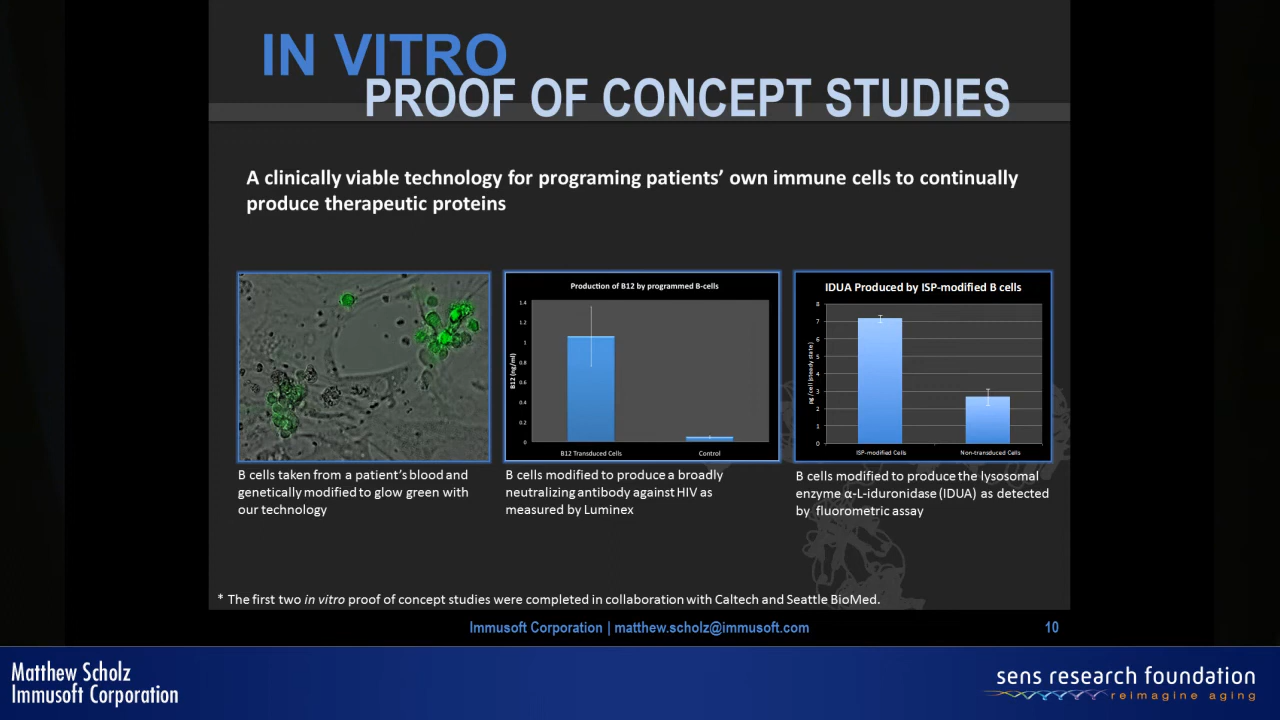 IN VITRO
PROOF OF CONCEPT STUDIES
A clinically viable technology for programing patients’ own immune cells to continually
produce therapeutic proteins
B cells taken from a patient’s blood and
genetically modified to glow green with
our technology
Production of B12 by programmed B-cells
B12 (ng/ml)
1.4
1.2
1
0.8
0.6
0.4
0.2
0
B12 Transduced Cells
Control
B cells modified to produce a broadly
neutralizing antibody against HIV as
measured by Luminex
IDUA Produced by ISP-modified B cells
pg /cell (steady state)
8
7
6
5
4
3
2
1
0
ISP-modified Cells
Non-transduced Cells
B cells modified to produce the lysosomal
enzyme α-L-iduronidase (IDUA) as detected
by fluorometric assay
* The first two in vitro proof of concept studies were completed in collaboration with Caltech and Seattle BioMed.
Immusoft Corporation | matthew.scholz@immusoft.com
10
Matthew Scholz
Immusoft Corporation
sens research foundation
reimagine aging